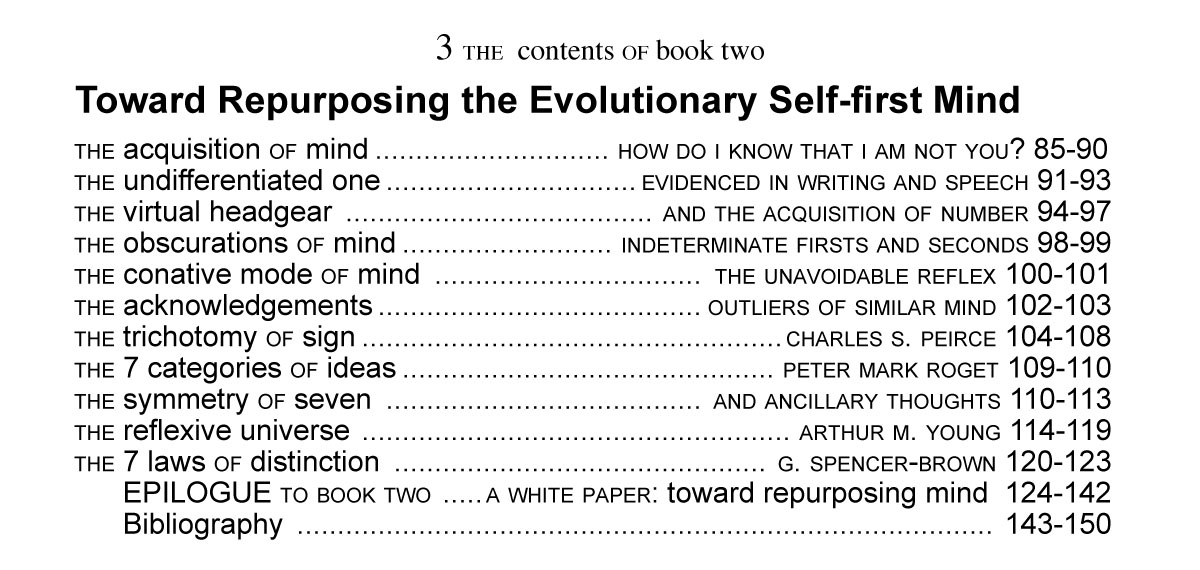 3 THE contents OF book two
Toward Repurposing the Evolutionary Self-first Mind
THE acquisition OF mind ............................. HOW DO I KNOW THAT I AM NOT YOU? 85-90
THE undifferentiated one ............................... EVIDENCED IN WRITING AND SPEECH 91-93
THE virtual headgear ...................................... AND THE ACQUISITION OF NUMBER 94-97
THE obscurations OF mind .......................... INDETERMINATE FIRSTS AND SECONDS 98-99
THE conative mode OF mind ................................. THE UNAVOIDABLE REFLEX 100-101
THE acknowledgements ........................................ OUTLIERS OF SIMILAR MIND 102-103
THE trichotomy OF sign .................................................... CHARLES S. PEIRCE 104-108
THE 7 categories OF ideas .............................................. PETER MARK ROGET 109-110
THE symmetry OF seven ....................................... AND ANCILLARY THOUGHTS 110-113
THE reflexive universe ..................................................... ARTHUR M. YOUNG 114-119
THE 7 laws OF distinction .............................................. G. SPENCER-BROWN 120-123
EPILOGUE TO BOOK TWO ..... A WHITE PAPER: toward repurposing mind 124-142
Bibliography ...................................................................................... 143-150